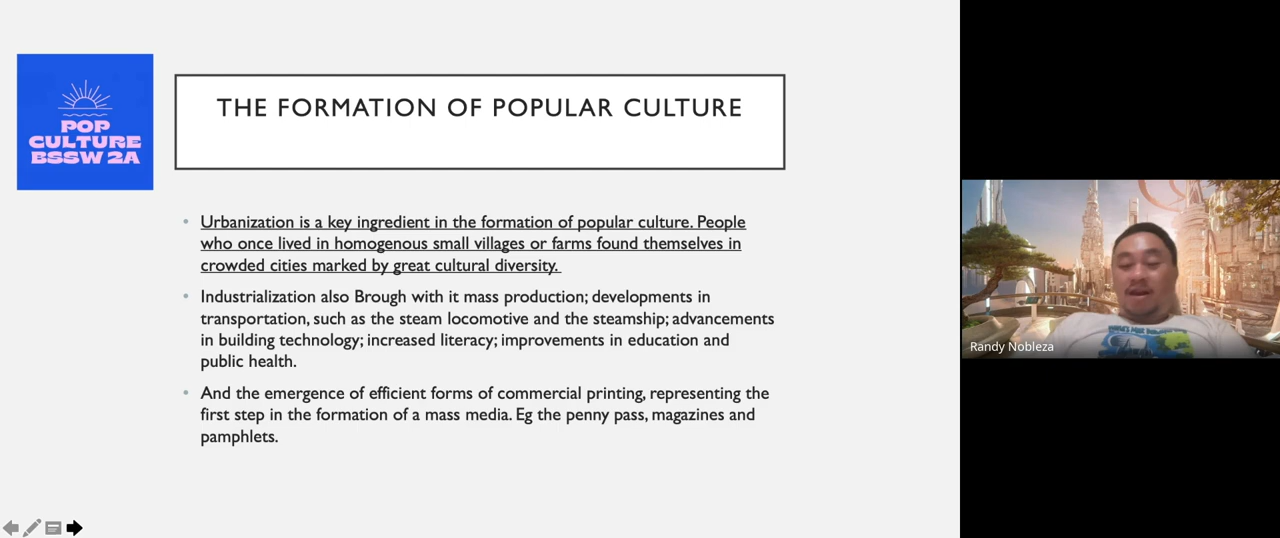 POP
CULTURE
BSSW 2A
THE FORMATION OF POPULAR CULTURE
Urbanization is a key ingredient in the formation of popular culture. People
who once lived in homogenous small villages or farms found themselves in
crowded cities marked by great cultural diversity.
Industrialization also Brough with it mass production; developments in
transportation, such as the steam locomotive and the steamship; advancements
in building technology; increased literacy; improvements in education and
public health.
And the emergence of efficient forms of commercial printing, representing the
first step in the formation of a mass media. Eg the penny pass, magazines and
pamphlets.
Randy Nobleza